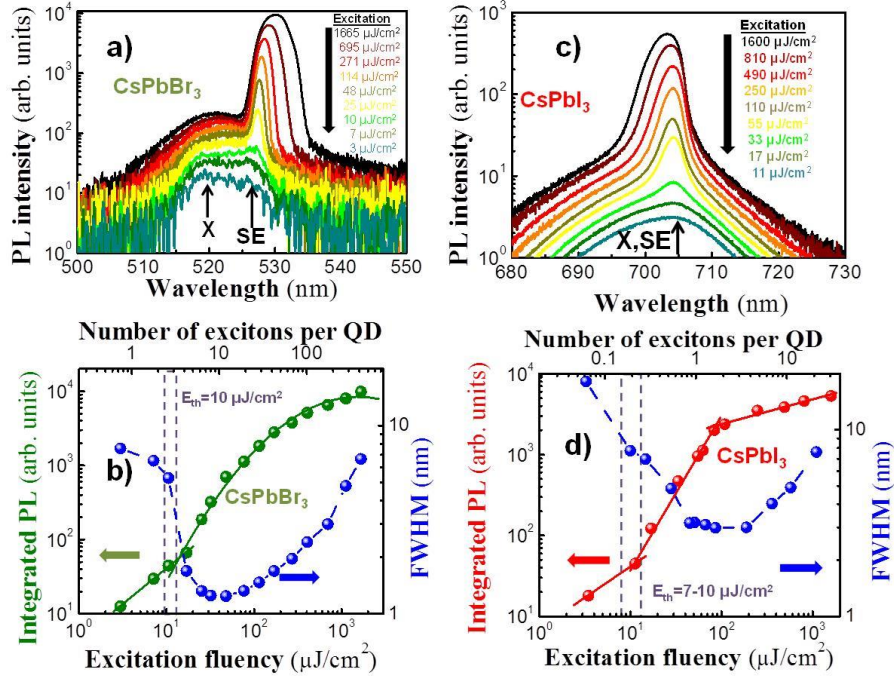 a)
CsPbBr3
Excitation
1665 µJ/cm²
695 µJ/cm²
271 µJ/cm²
114 µJ/cm²
48 µJ/cm²
25 µJ/cm²
10 µJ/cm²
7 µJ/cm²
3 µJ/cm²
X
SE
PL intensity (arb. units)
10⁴
10³
10²
10¹
10⁰
500 510 520 530 540 550
Wavelength (nm)
c)
CsPbI3
Excitation
1600 µJ/cm²
810 µJ/cm²
490 µJ/cm²
250 µJ/cm²
110 µJ/cm²
55 µJ/cm²
33 µJ/cm²
17 µJ/cm²
11 µJ/cm²
X,SE
PL intensity (arb. units)
10³
10²
10¹
10⁰
680 690 700 710 720 730
Wavelength (nm)
Number of excitons per QD
1 10 100
b)
Eth=10 µJ/cm²
CsPbBr3
Integrated PL (arb. units)
10⁴
10³
10²
10¹
10
1
FWHM (nm)
10⁰ 10¹ 10² 10³
Excitation fluency (µJ/cm²)
Number of excitons per QD
0.1 1 10
d)
CsPbI3
Eth=7-10 µJ/cm²
Integrated PL (arb. units)
10⁴
10³
10²
10¹
10
1
FWHM (nm)
10⁰ 10¹ 10² 10³
Excitation fluency (µJ/cm²)